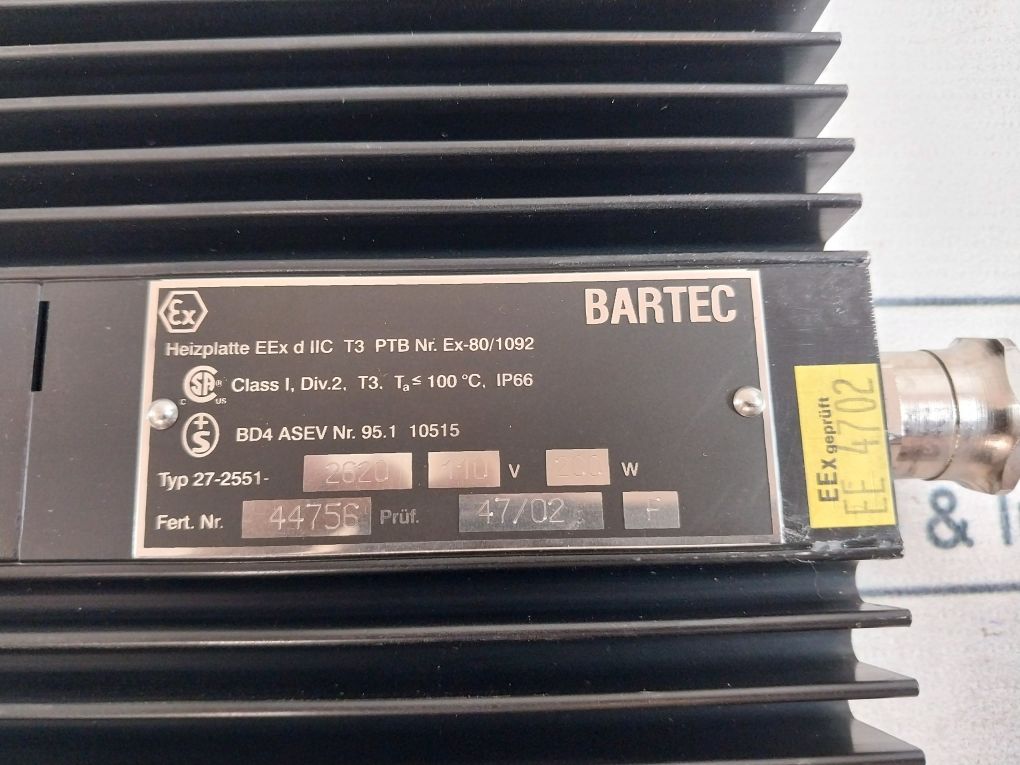 Ex
BARTEC
Heizplatte EEx d IIC T3 PTB Nr. Ex-80/1092
SA ® C US Class I, Div.2, T3, Ta ≤ 100 °C, IP66
+S BD4 ASEV Nr. 95.1 10515
Typ 27-2551- 2620 110 V W
Fert. Nr. 44756 Prüf. 47/02 F
EEx geprüft
EE 4702
&